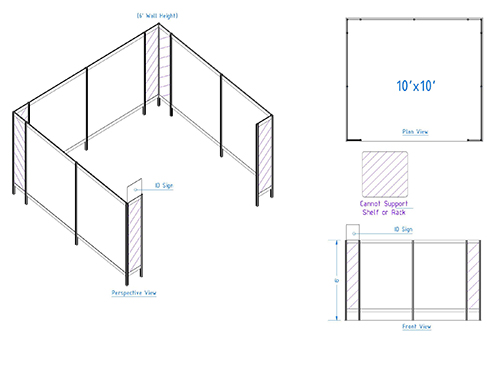 (6' Wall Height)
10'x10'
Plan View
ID Sign
Cannot Support
Shelf or Rack
ID Sign
Perspective View
Front View